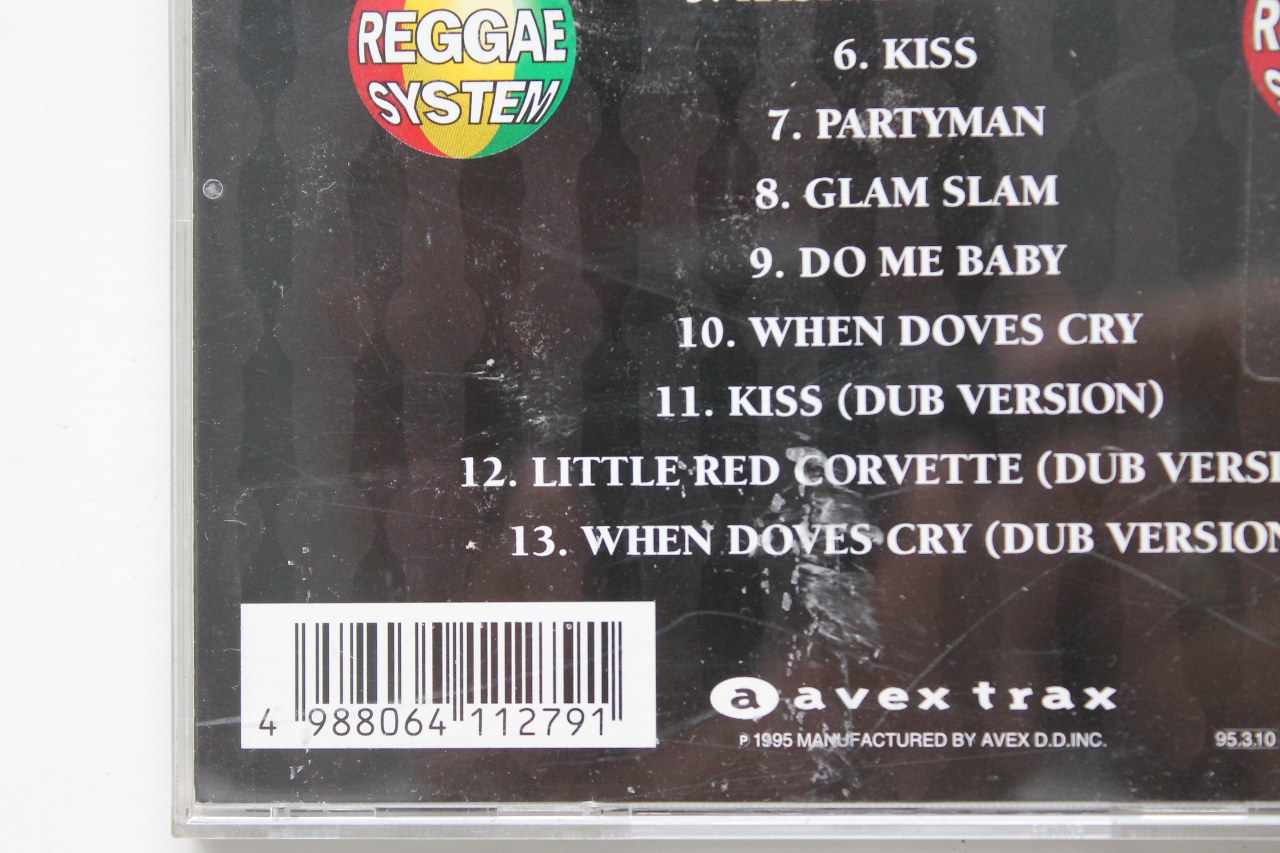 REGGAE
SYSTEM
6. KISS
7. PARTYMAN
8. GLAM SLAM
9. DO ME BABY
10. WHEN DOVES CRY
11. KISS (DUB VERSION)
12. LITTLE RED CORVETTE (DUB VERSI
13. WHEN DOVES CRY (DUB VERSION
4 988064 112791
a avex trax
P 1995 MANUFACTURED BY AVEX D.D.INC.
95.3.10